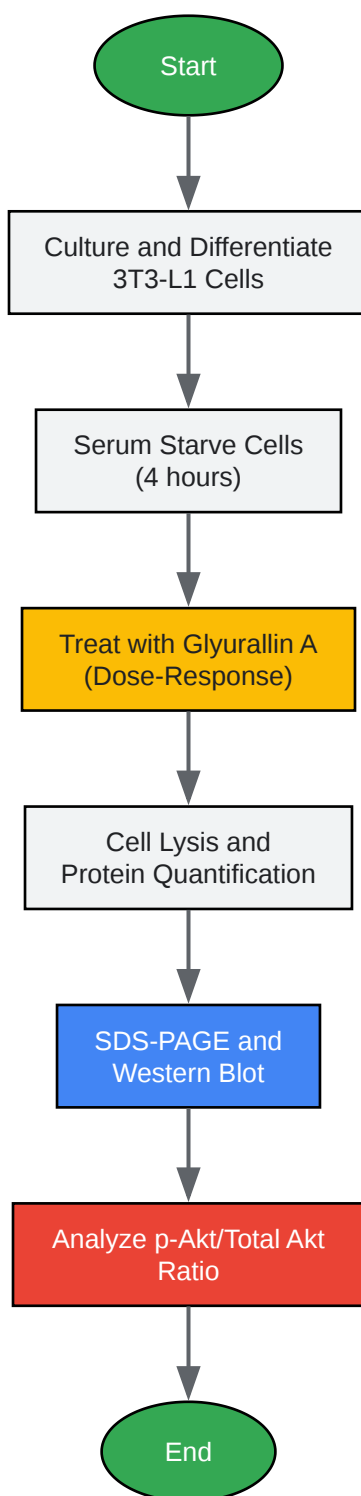 Start
Culture and Differentiate
3T3-L1 Cells
Serum Starve Cells
(4 hours)
Treat with Glyurallin A
(Dose-Response)
Cell Lysis and
Protein Quantification
SDS-PAGE and
Western Blot
Analyze p-Akt/Total Akt
Ratio
End